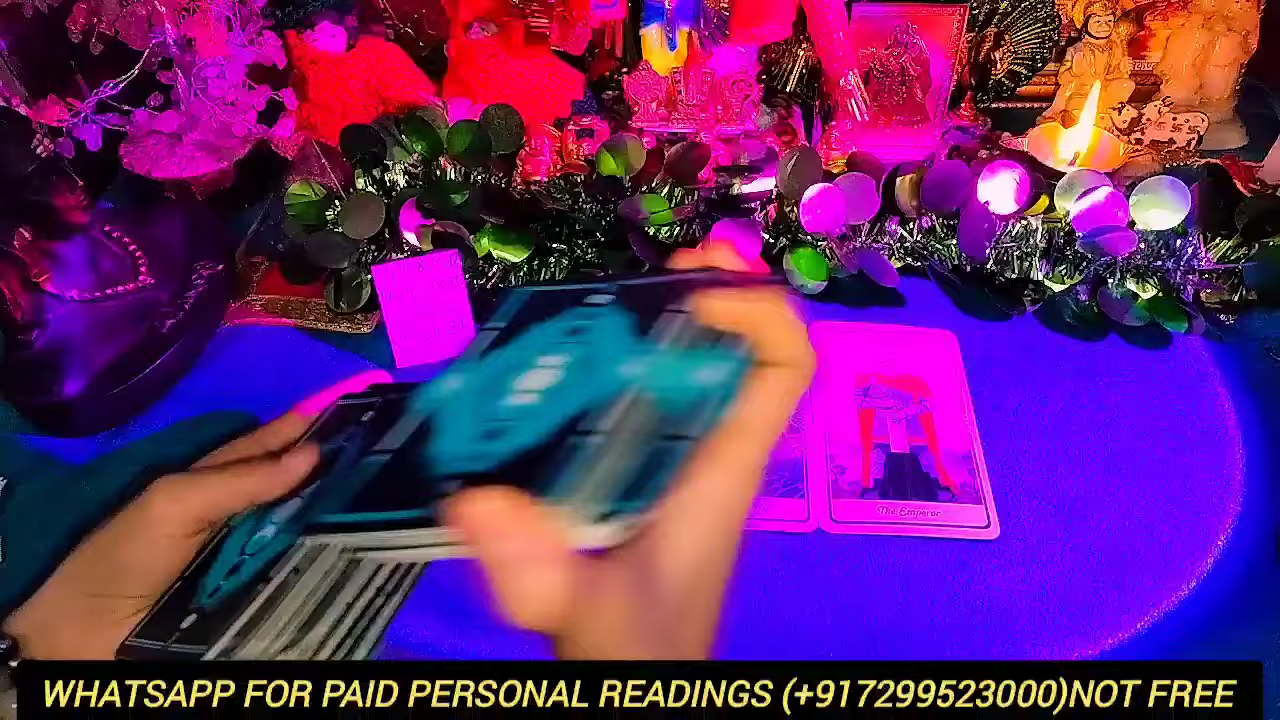 The Emperor
WHATSAPP FOR PAID PERSONAL READINGS (+917299523000)NOT FREE